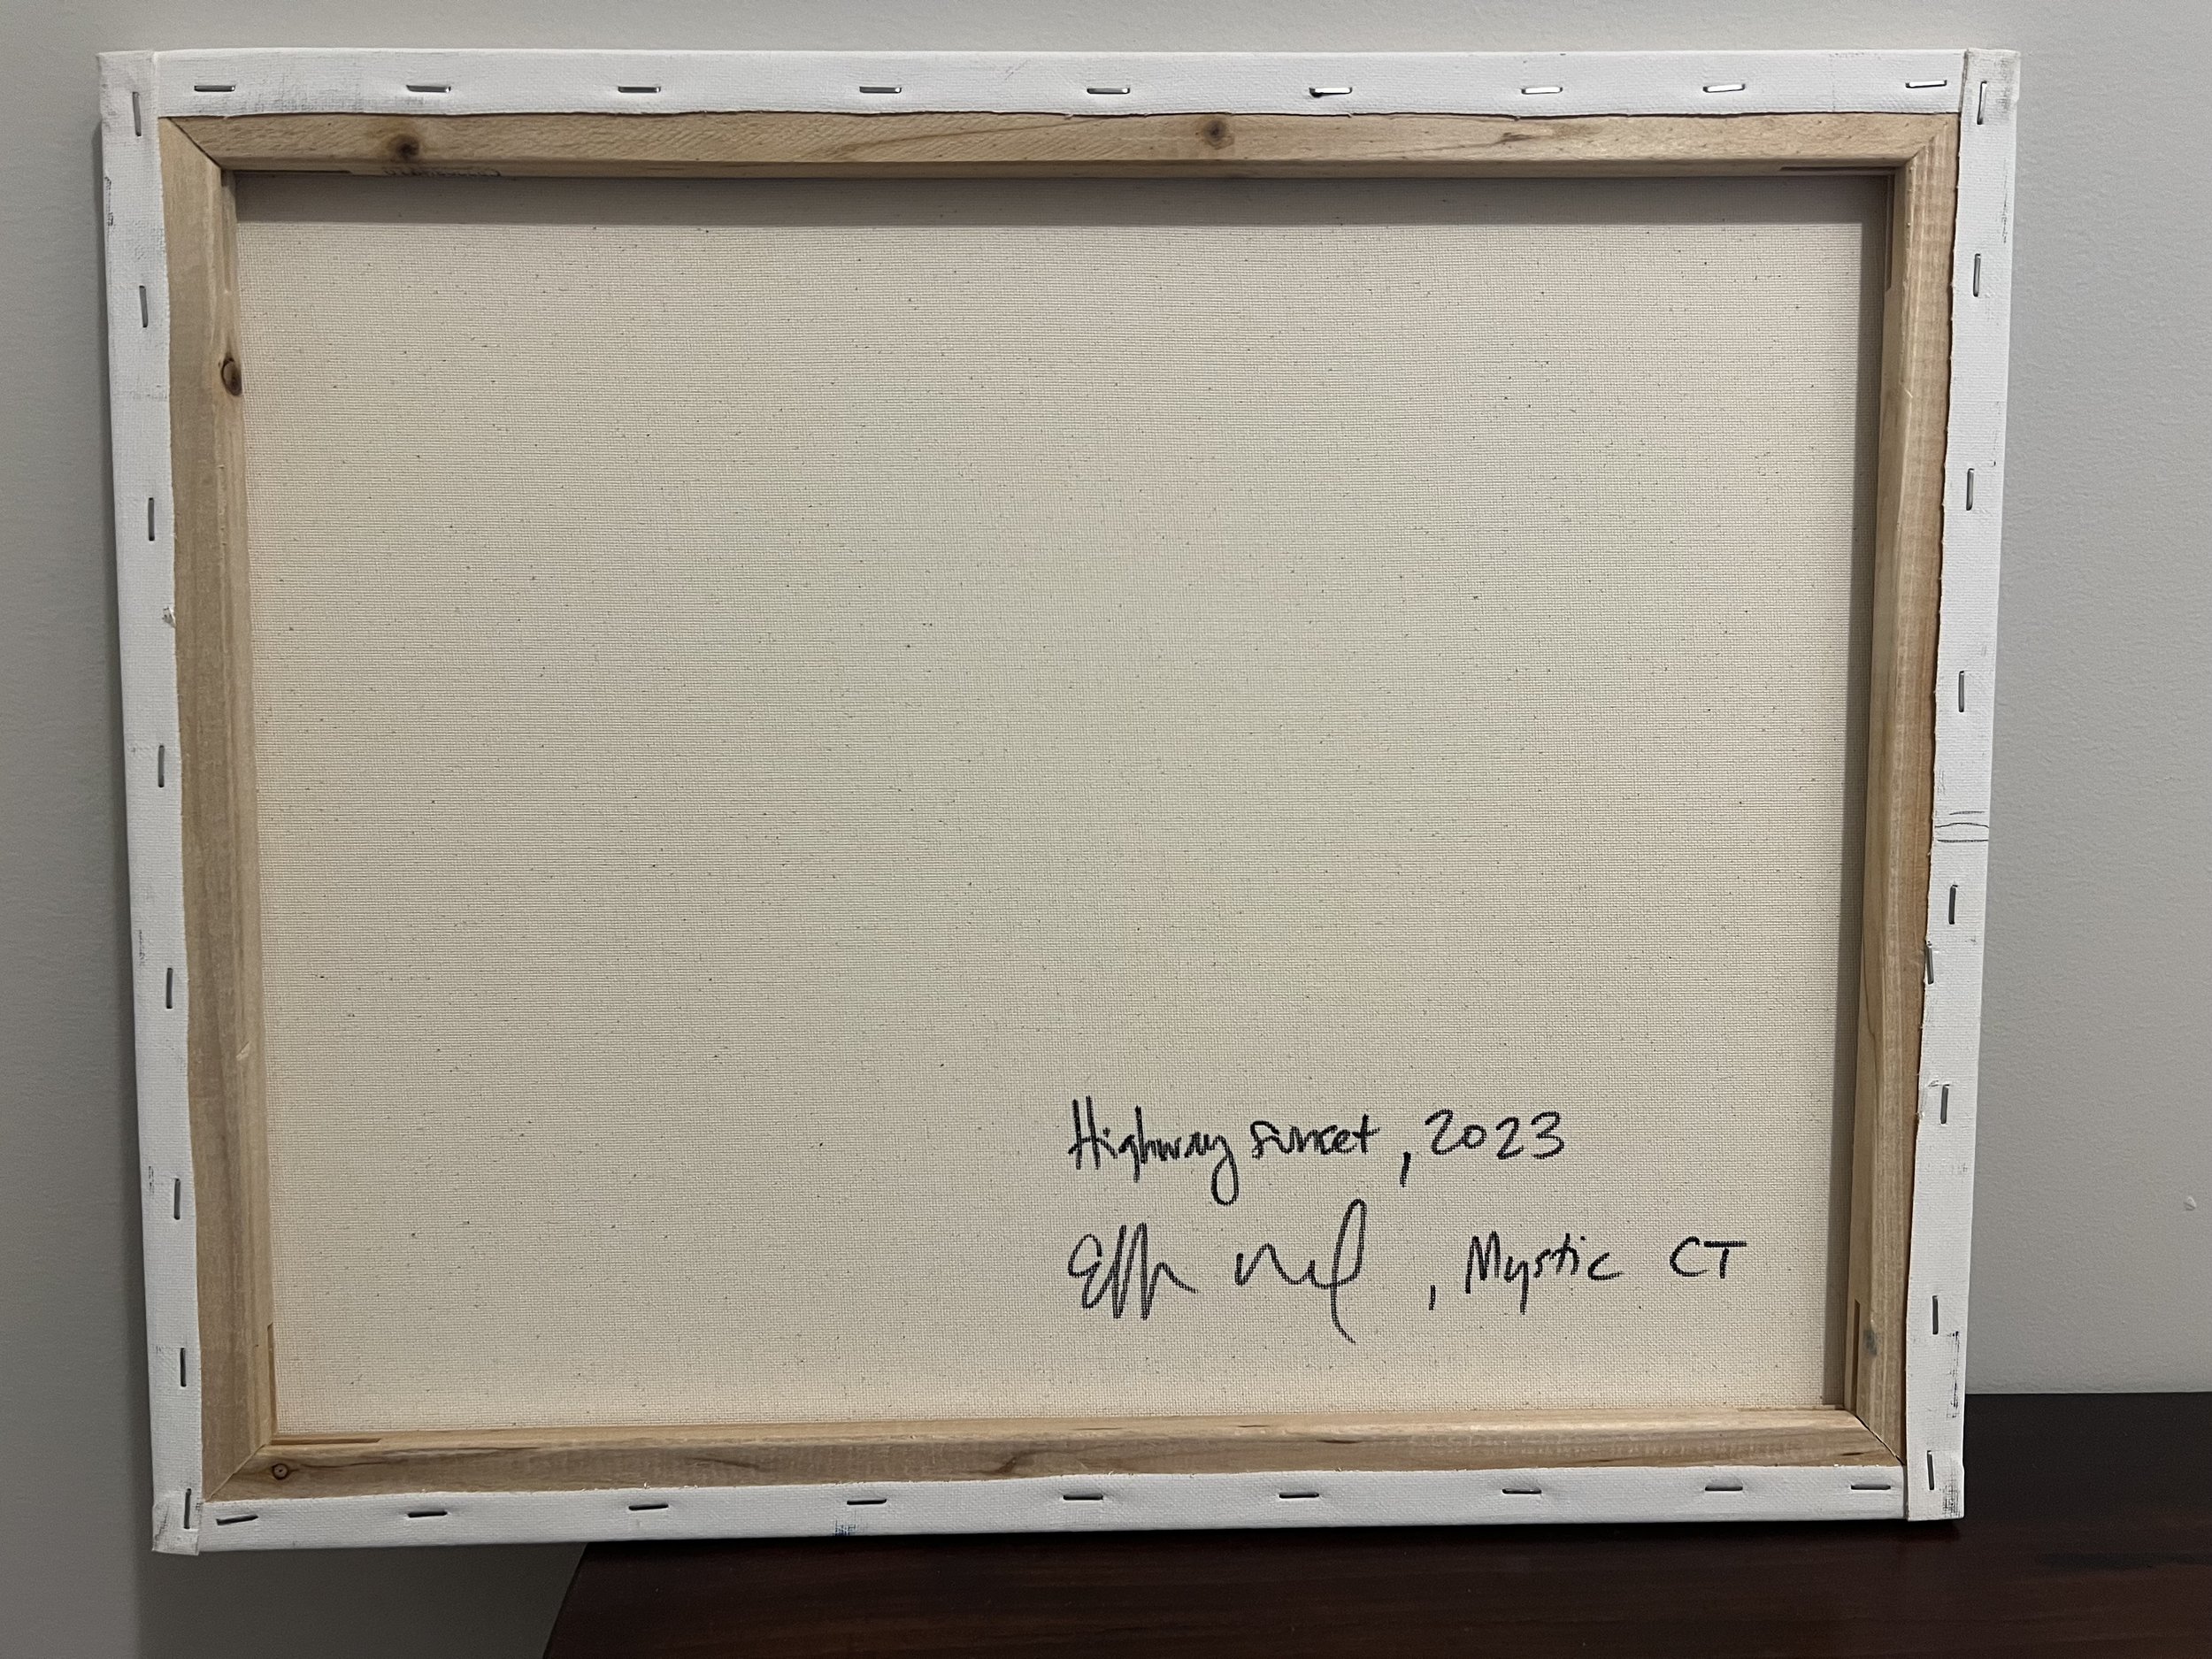 Highway sunset, 2023
, Mystic CT